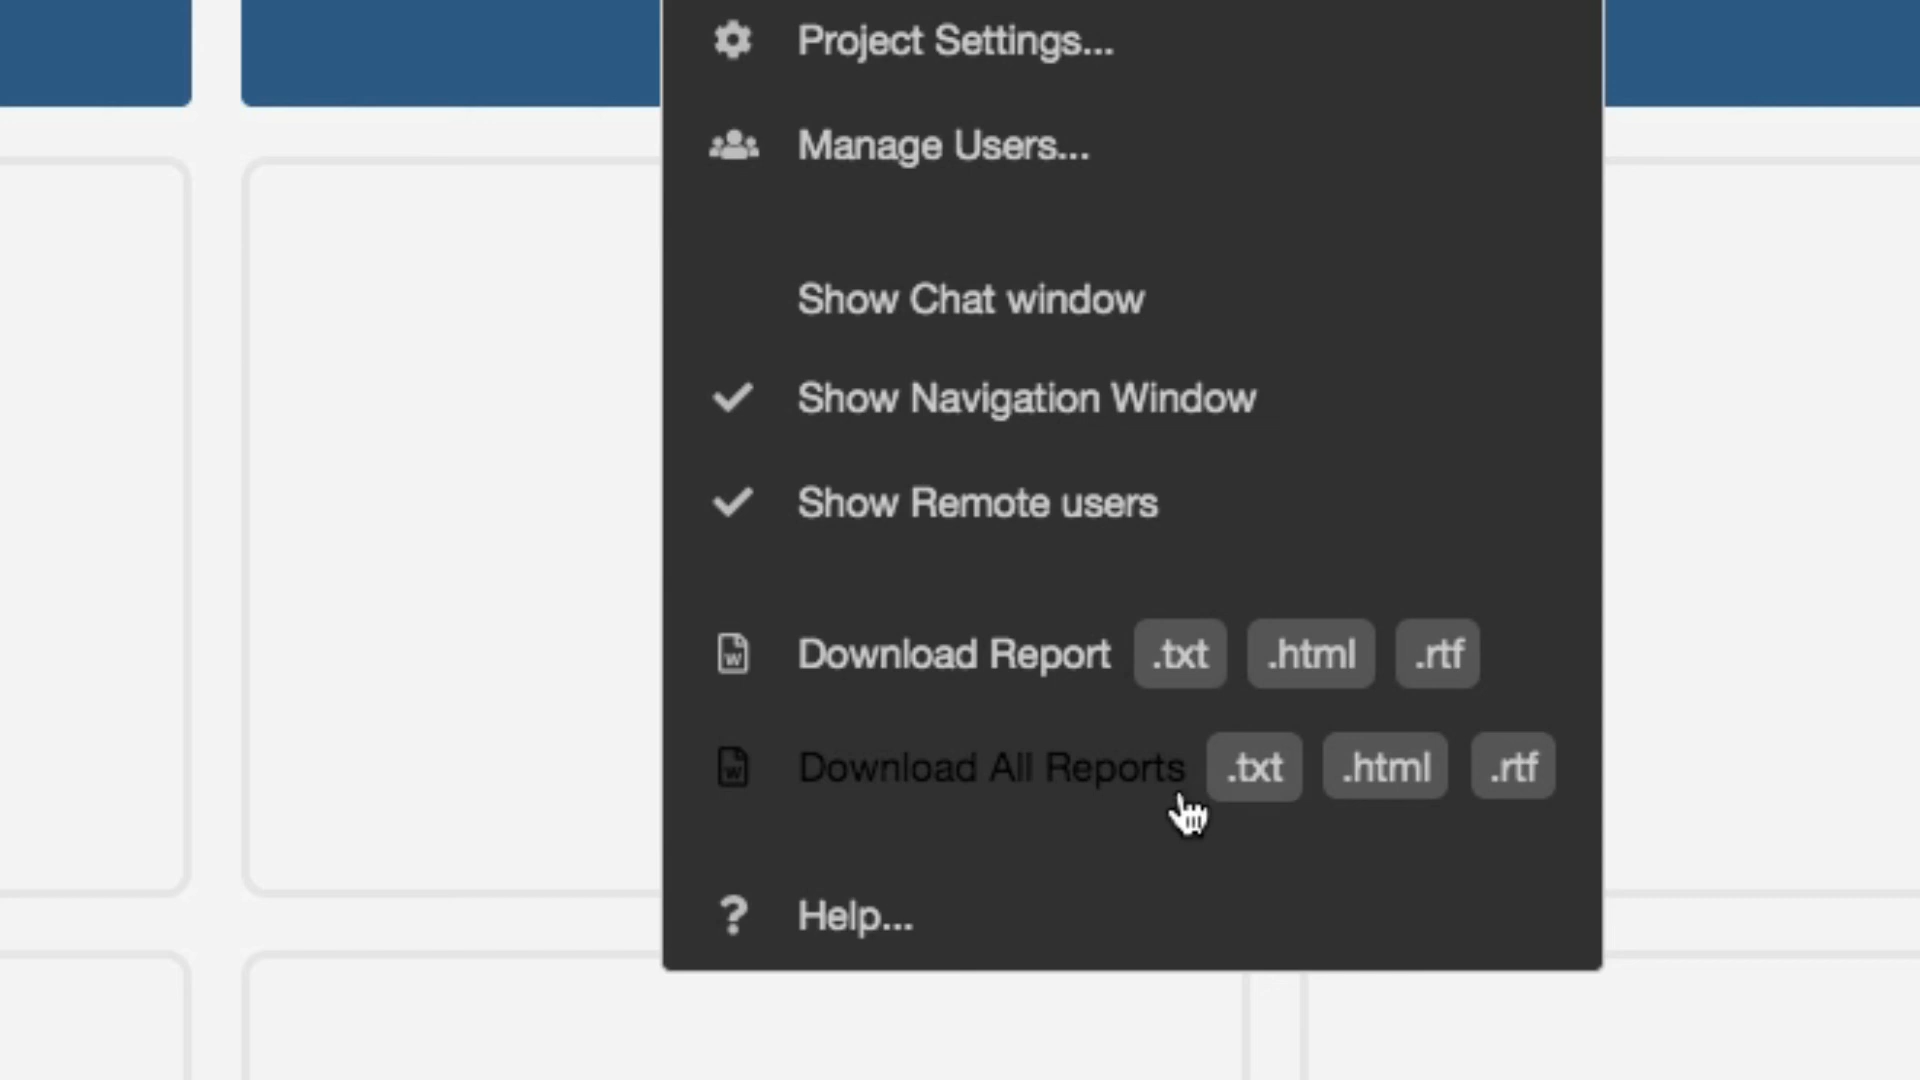 Project Settings...
Manage Users...
Show Chat window
Show Navigation Window
Show Remote users
Download Report .txt .html .rtf
Download All Reports .txt .html .rtf
Help...